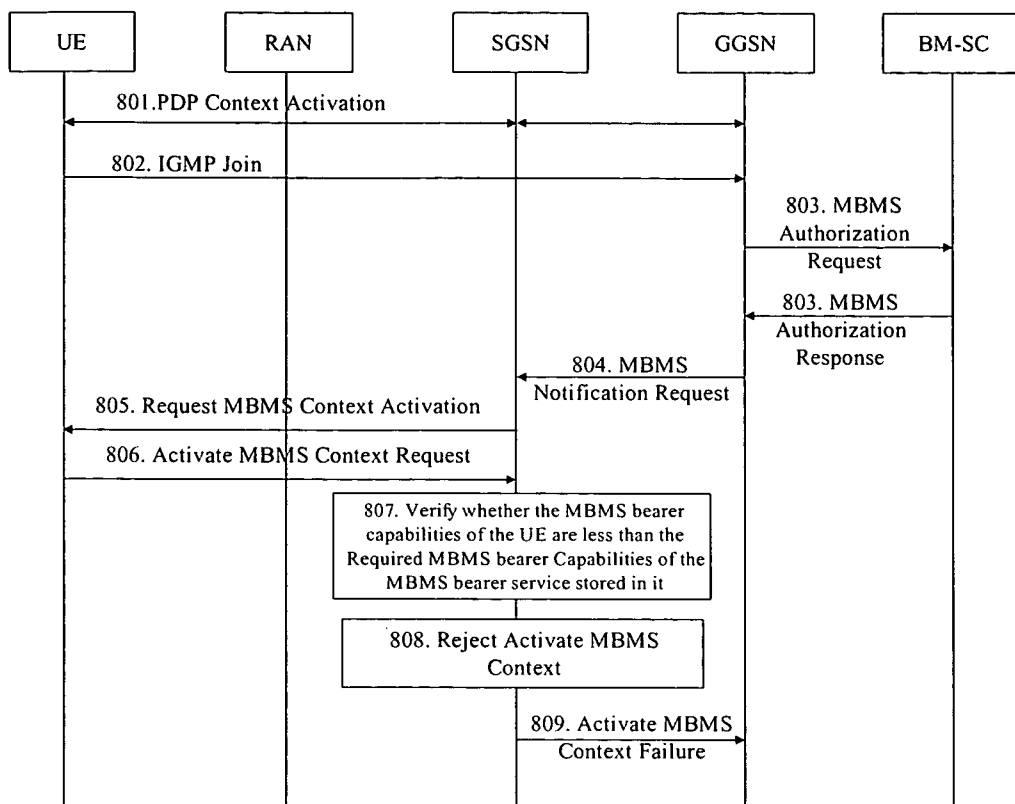 UE
RAN
SGSN
GGSN
BM-SC
801.PDP Context Activation
802. IGMP Join
803. MBMS
Authorization
Request
803. MBMS
Authorization
Response
804. MBMS
Notification Request
805. Request MBMS Context Activation
806. Activate MBMS Context Request
807. Verify whether the MBMS bearer
capabilities of the UE are less than the
Required MBMS bearer Capabilities of the
MBMS bearer service stored in it
808. Reject Activate MBMS
Context
809. Activate MBMS
Context Failure